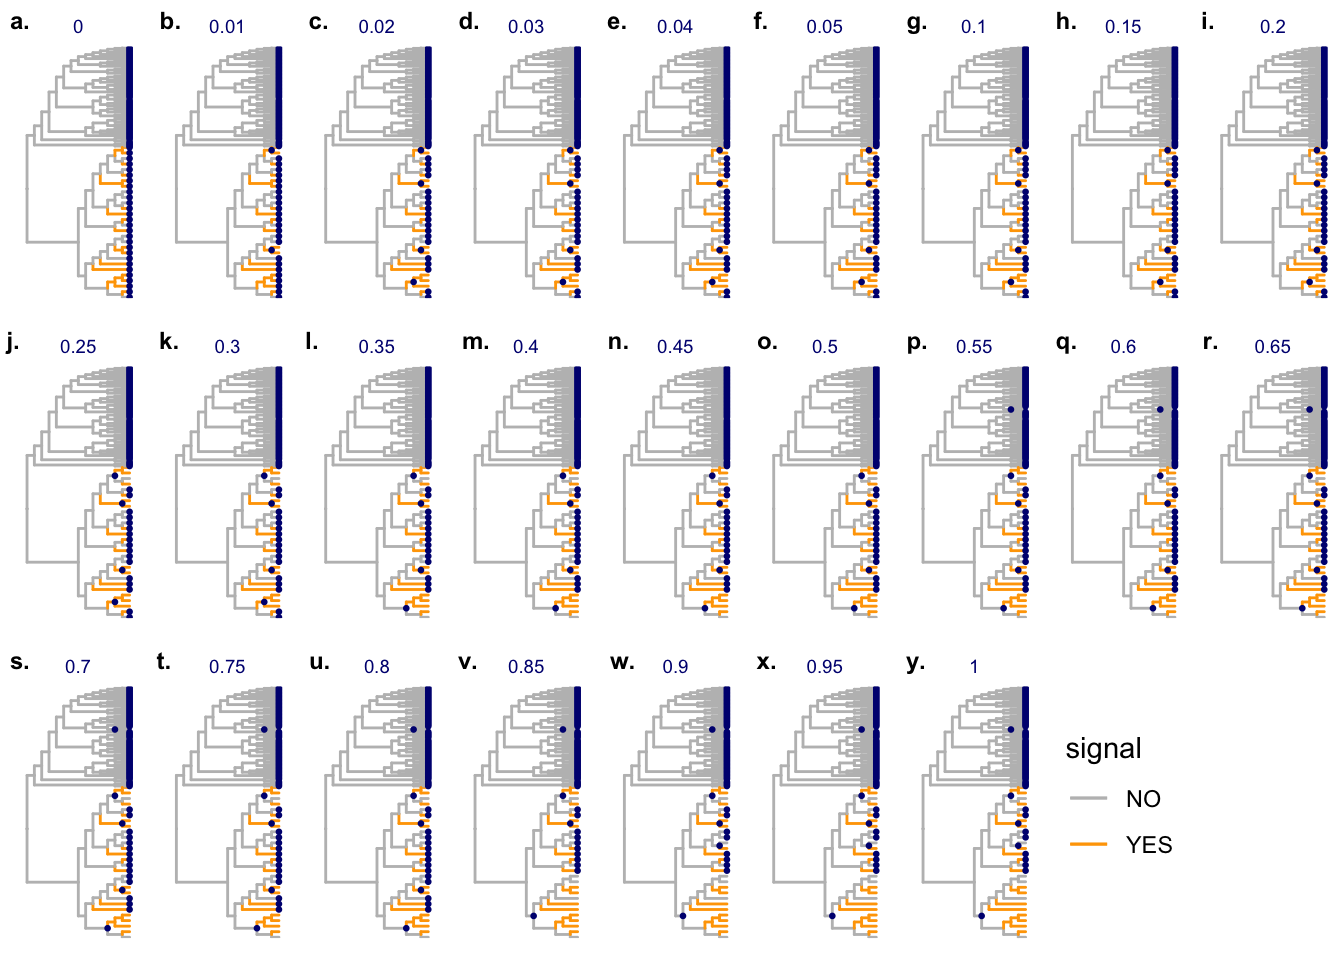 a. 0 b. 0.01 c. 0.02 d. 0.03 e. 0.04 f. 0.05 g. 0.1 h. 0.15 i. 0.2
j. 0.25 k. 0.3 l. 0.35 m. 0.4 n. 0.45 o. 0.5 p. 0.55 q. 0.6 r. 0.65
s. 0.7 t. 0.75 u. 0.8 v. 0.85 w. 0.9 x. 0.95 y. 1
signal
NO
YES